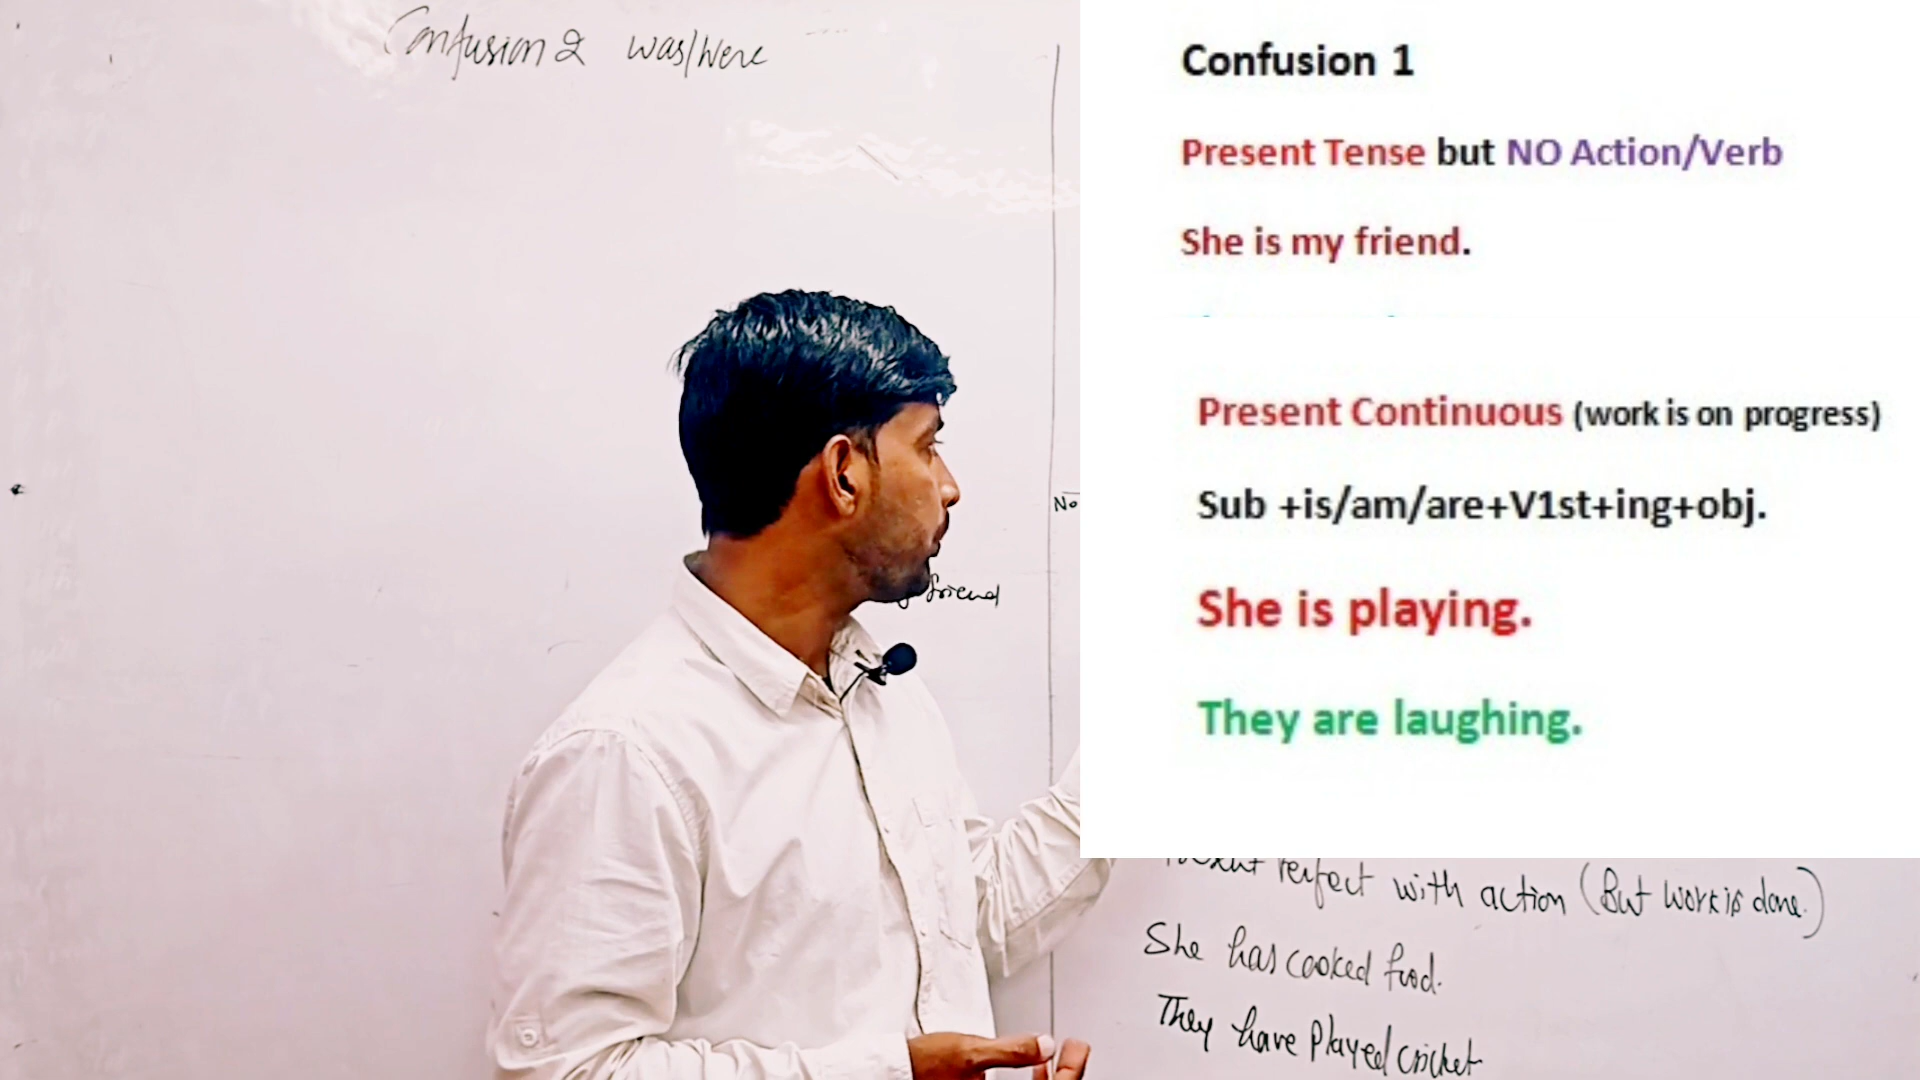 Confusion 2 was/were
No
friend
Confusion 1
Present Tense but NO Action/Verb
She is my friend.
Present Continuous (work is on progress)
Sub +is/am/are+V1st+ing+obj.
She is playing.
They are laughing.
Perfect with action (But work is done.)
She has cooked food.
They have played cricket